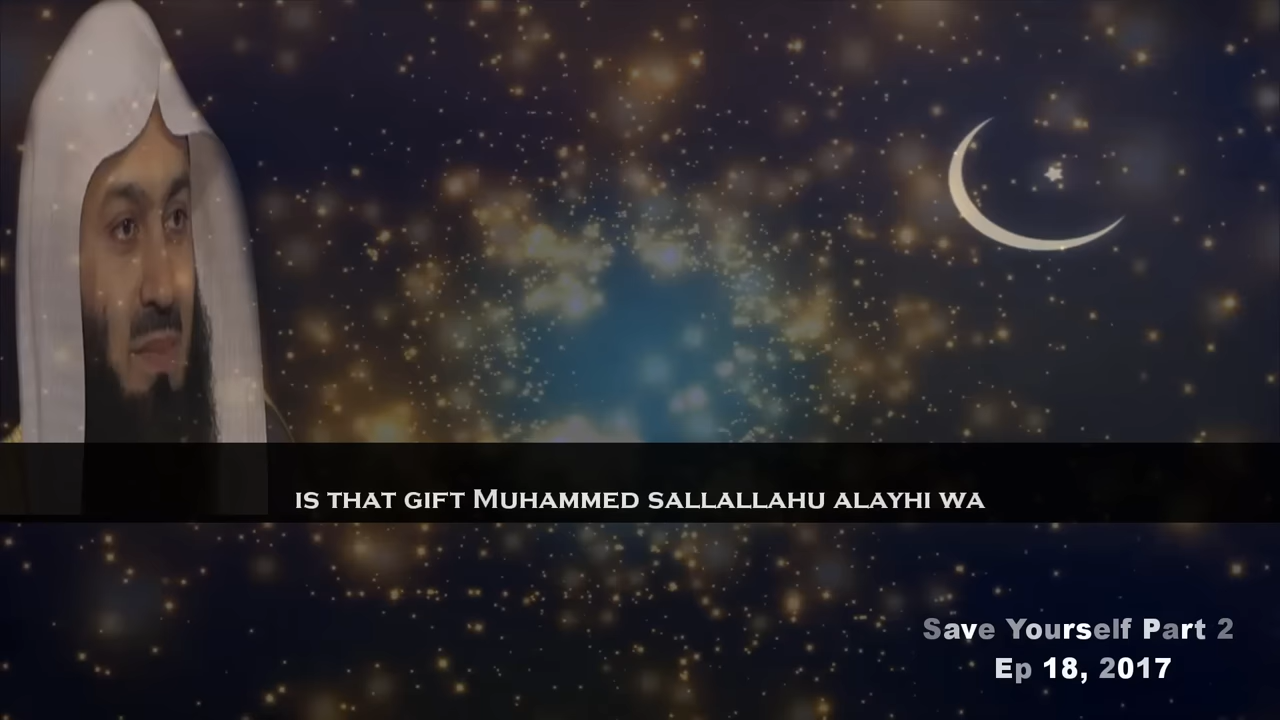 is that gift Muhammed sallallahu alayhi wa
Save Yourself Part 2
Ep 18, 2017